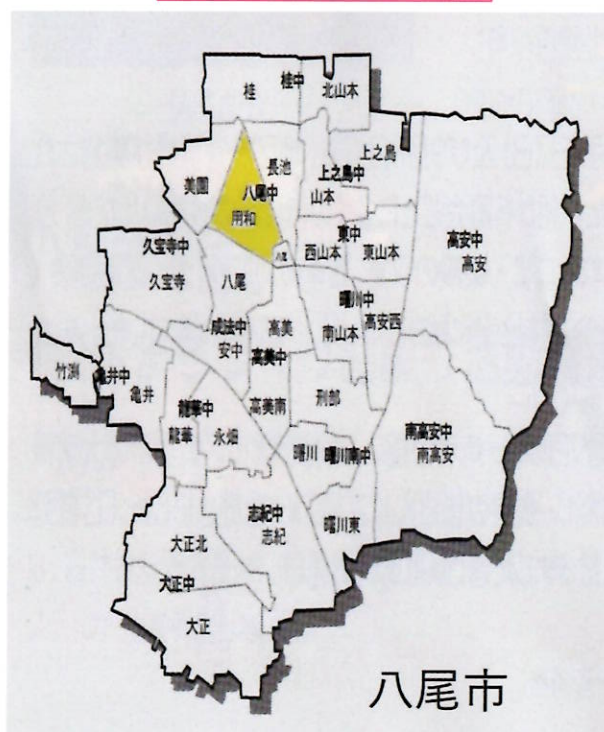 桂
桂中
北山本
上之島
長池
上之島中
美園
八尾中
山本
用和
東中
久宝寺中
西山本
東山本
高安中
高安
久宝寺
八尾
曙川中
高安西
成法中
安中
高美
南山本
高美中
竹渕
亀井中
亀井
龍華中
高美南
刑部
龍華
永畑
南高安中
南高安
曙川
曙川南中
志紀中
志紀
曙川東
大正北
大正中
大正
八尾市